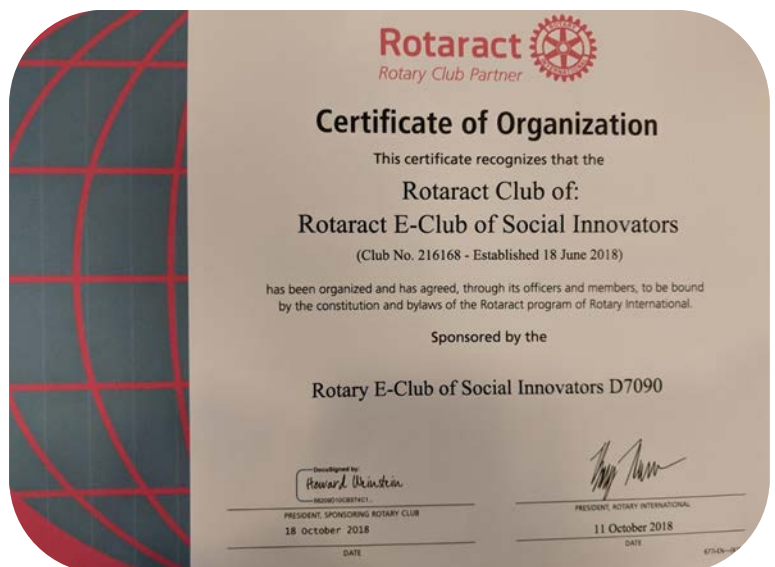 Rotaract
Rotary Club Partner
ROTARY
INTERNATIONAL
Certificate of Organization
This certificate recognizes that the
Rotaract Club of:
Rotaract E-Club of Social Innovators
(Club No. 216168 - Established 18 June 2018)
has been organized and has agreed, through its officers and members, to be bound
by the constitution and bylaws of the Rotaract program of Rotary International.
Sponsored by the
Rotary E-Club of Social Innovators D7090
DocuSigned by:
Howard Weinstein
PRESIDENT, SPONSORING ROTARY CLUB
18 October 2018
DATE
PRESIDENT, ROTARY INTERNATIONAL
11 October 2018
DATE